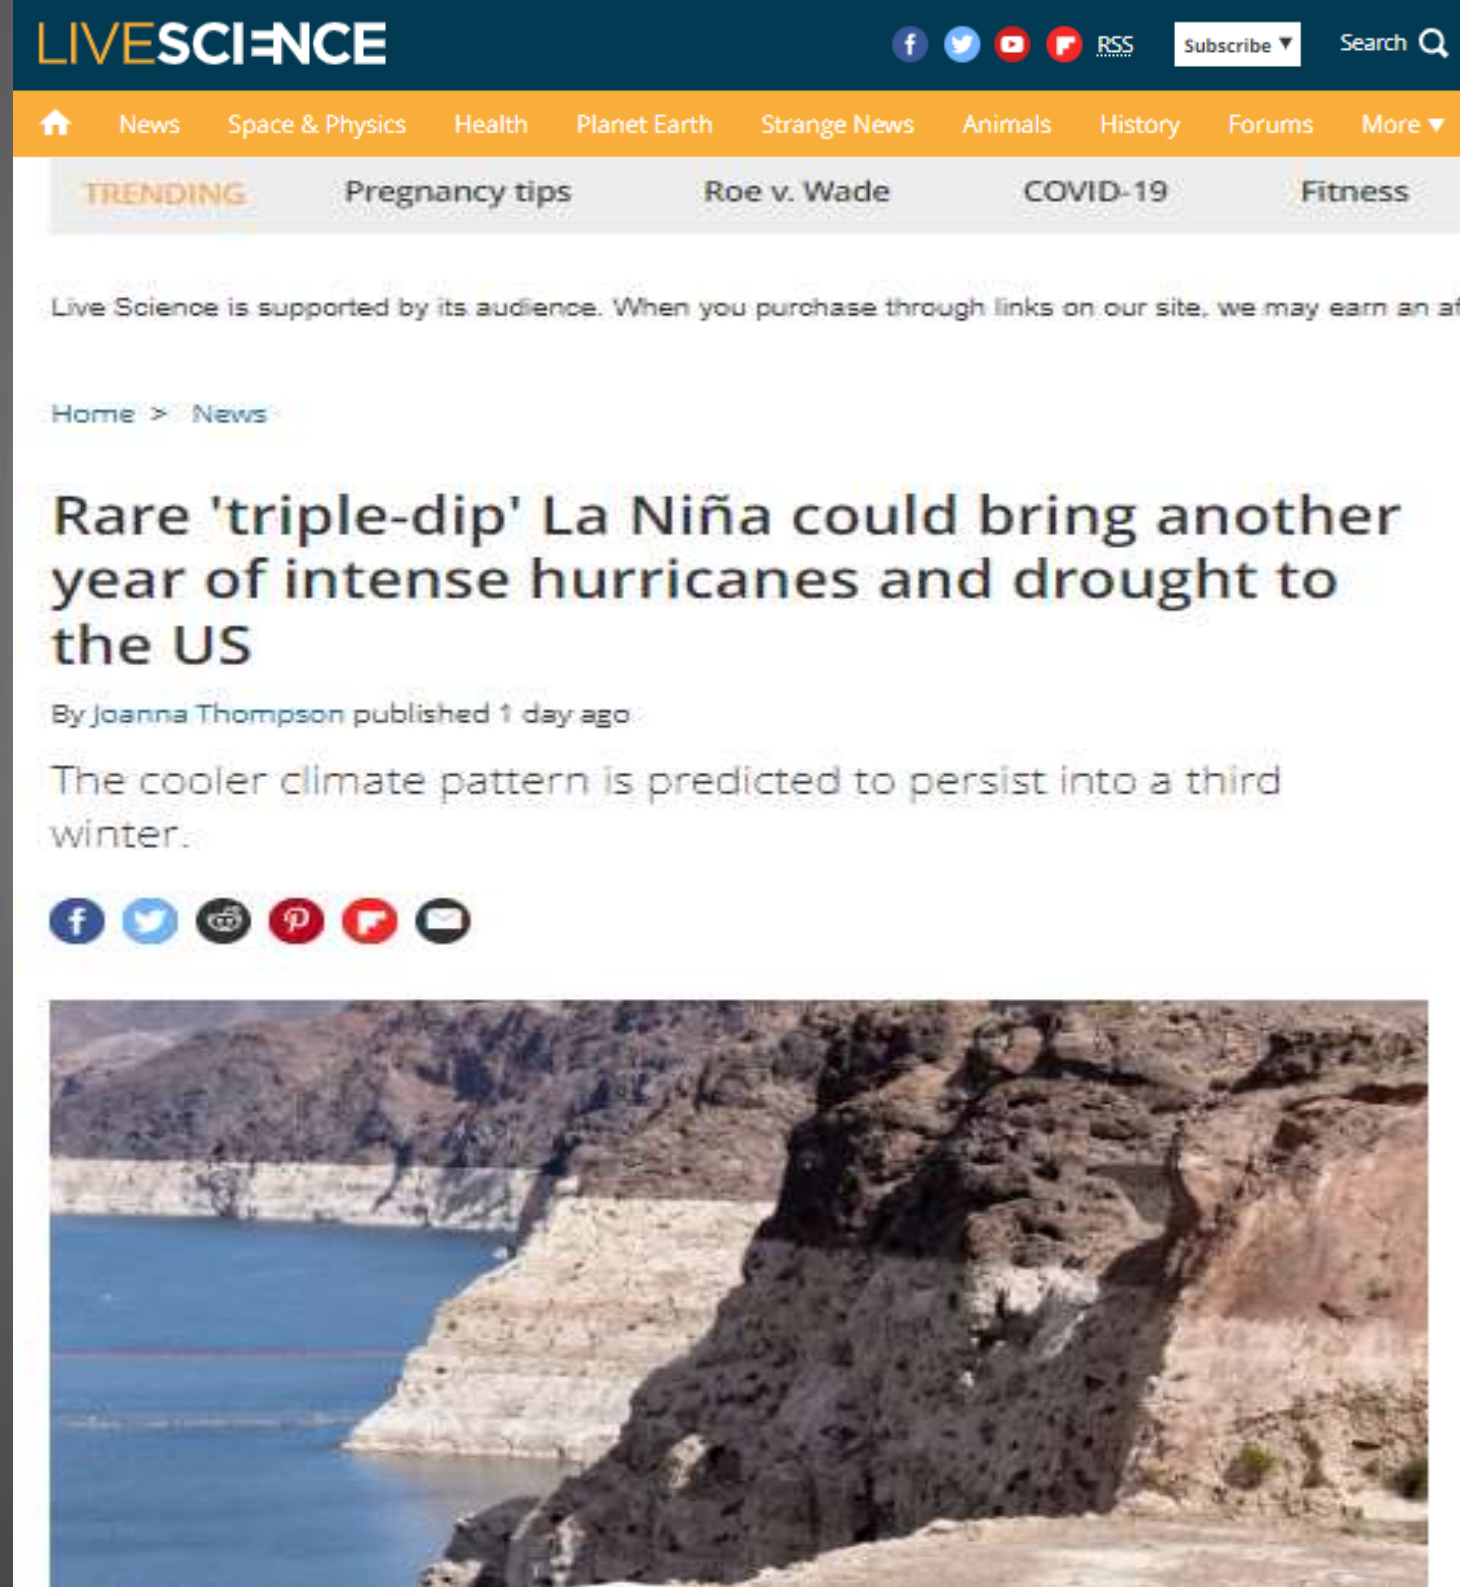 LIVESCIENCE
RSS
Subscribe ▼
Search
News Space & Physics Health Planet Earth Strange News Animals History Forums More ▼
TRENDING Pregnancy tips Roe v. Wade COVID-19 Fitness
Live Science is supported by its audience. When you purchase through links on our site, we may earn an
Home > News
Rare 'triple-dip' La Niña could bring another
year of intense hurricanes and drought to
the US
By Joanna Thompson published 1 day ago
The cooler climate pattern is predicted to persist into a third
winter.